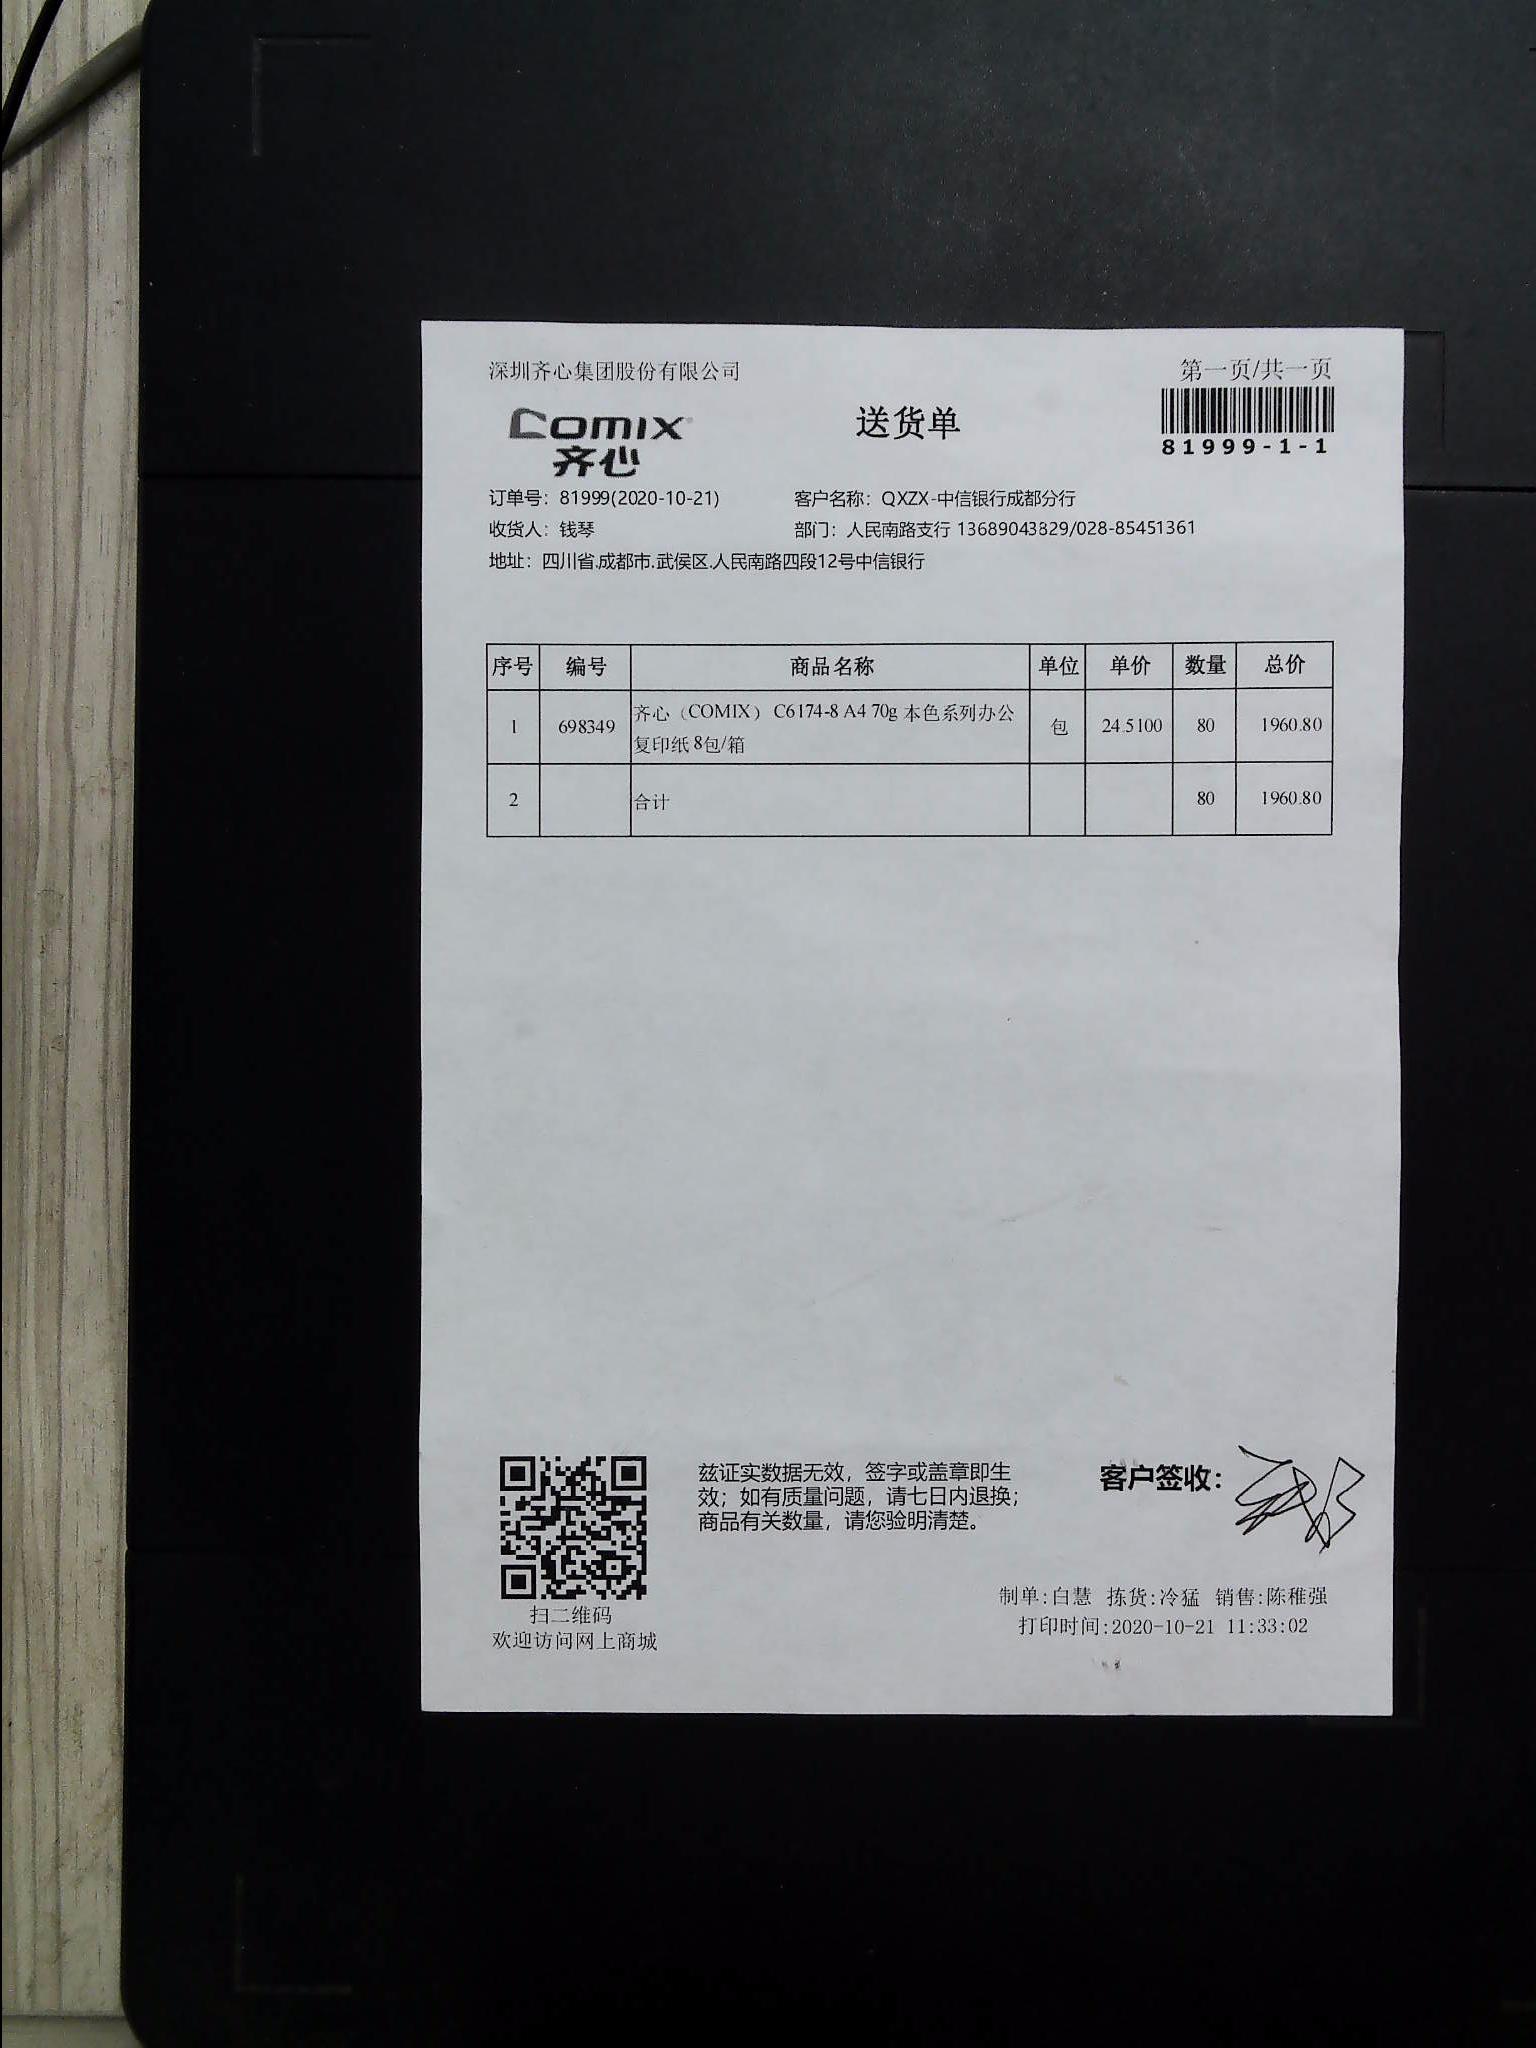 深圳齐心集团股份有限公司
第一页/共一页
COMIX
齐心
送货单
81999-1-1
订单号：81999(2020-10-21)
客户名称：QXZX-中信银行成都分行
收货人：钱琴
部门：人民南路支行 13689043829/028-85451361
地址：四川省.成都市.武侯区.人民南路四段12号中信银行
序号 编号 商品名称 单位 单价 数量 总价
1 698349 齐心（COMIX） C6174-8 A4 70g 本色系列办公 包 24.5100 80 1960.80
复印纸 8包/箱
2 合计 80 1960.80
兹证实数据无效，签字或盖章即生
效；如有质量问题，请七日内退换；
商品有关数量，请您验明清楚。
客户签收：
扫二维码
欢迎访问网上商城
制单:白慧 拣货:冷猛 销售:陈稚强
打印时间:2020-10-21 11:33:02